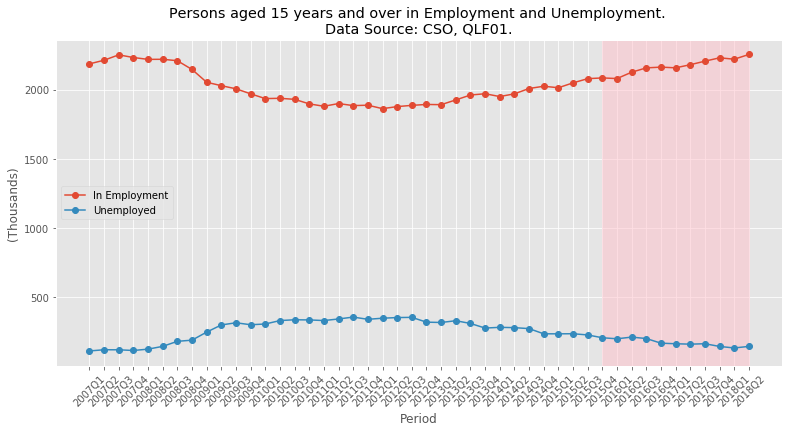 Persons aged 15 years and over in Employment and Unemployment.
Data Source: CSO, QLF01.
(Thousands)
2000
1500
1000
500
In Employment
Unemployed
2007Q1
2007Q2
2007Q3
2007Q4
2008Q1
2008Q2
2008Q3
2008Q4
2009Q1
2009Q2
2009Q3
2009Q4
2010Q1
2010Q2
2010Q3
2010Q4
2011Q1
2011Q2
2011Q3
2011Q4
2012Q1
2012Q2
2012Q3
2012Q4
2013Q1
2013Q2
2013Q3
2013Q4
2014Q1
2014Q2
2014Q3
2014Q4
2015Q1
2015Q2
2015Q3
2015Q4
2016Q1
2016Q2
2016Q3
2016Q4
2017Q1
2017Q2
2017Q3
2017Q4
2018Q1
2018Q2
Period